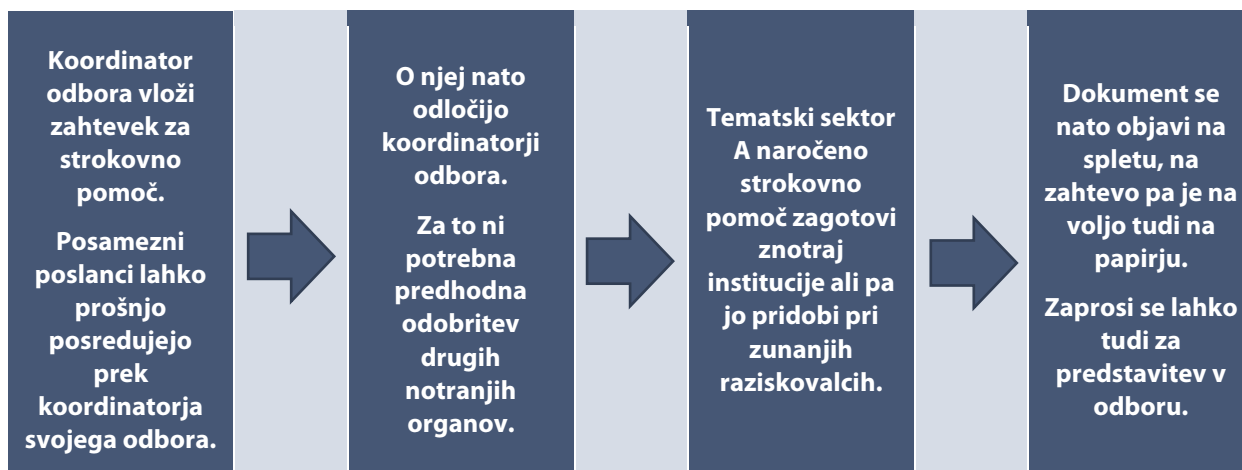 Koordinator
odbora vloži
zahtevek za
strokovno
pomoč.
Posamezni
poslanci lahko
prošnjo
posredujejo
prek
koordinatorja
svojega odbora.
O njej nato
odločijo
koordinatorji
odbora.
Za to ni
potrebna
predhodna
odobritev
drugih
notranjih
organov.
Tematski sektor
A naročeno
strokovno
pomoč zagotovi
znotraj
institucije ali pa
jo pridobi pri
zunanjih
raziskovalcih.
Dokument se
nato objavi na
spletu, na
zahtevo pa je na
voljo tudi na
papirju.
Zaprosi se lahko
tudi za
predstavitev v
odboru.